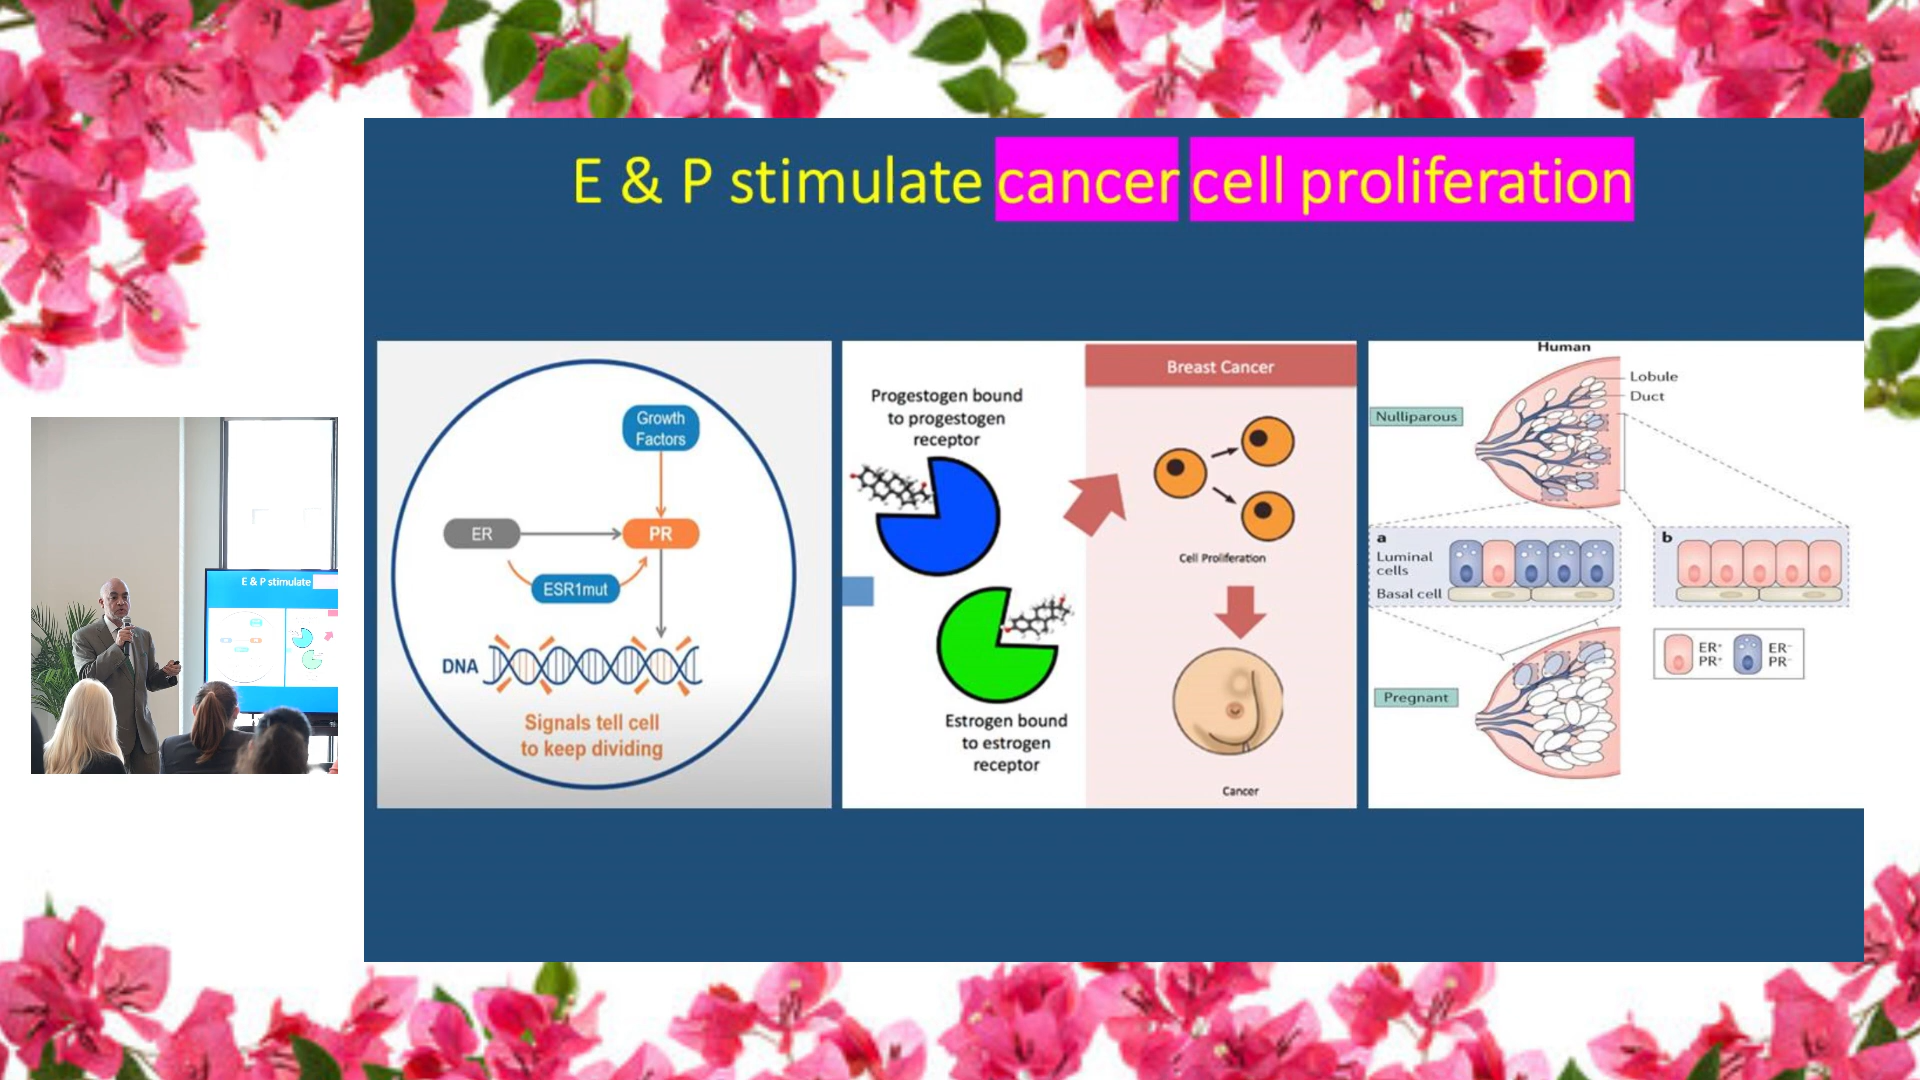 E & P stimulate cancer cell proliferation
E & P stimulate
Growth
Factors
ER
PR
ESR1mut
DNA
Signals tell cell
to keep dividing
Progestogen bound
to progestogen
receptor
Estrogen bound
to estrogen
receptor
Breast Cancer
Cell Proliferation
Cancer
Human
Lobule
Duct
Nulliparous
a
Luminal
cells
Basal cell
b
ER+
PR+
ER-
PR-
Pregnant